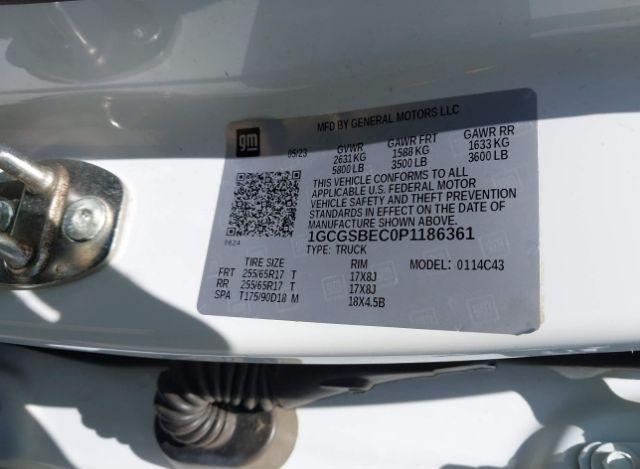 MFD BY GENERAL MOTORS LLC
gm
05/23 GVWR GAWR FRT GAWR RR
2631 KG 1588 KG 1633 KG
5800 LB 3500 LB 3600 LB
THIS VEHICLE CONFORMS TO ALL
APPLICABLE U.S. FEDERAL MOTOR
VEHICLE SAFETY AND THEFT PREVENTION
STANDARDS IN EFFECT ON THE DATE OF
MANUFACTURE SHOWN ABOVE.
1GCGSBEC0P1186361
TYPE: TRUCK
TIRE SIZE RIM MODEL: 0114C43
FRT 255/65R17 T 17X8J
RR 255/65R17 T 17X8J
SPA T175/90D18 M 18X4.5B